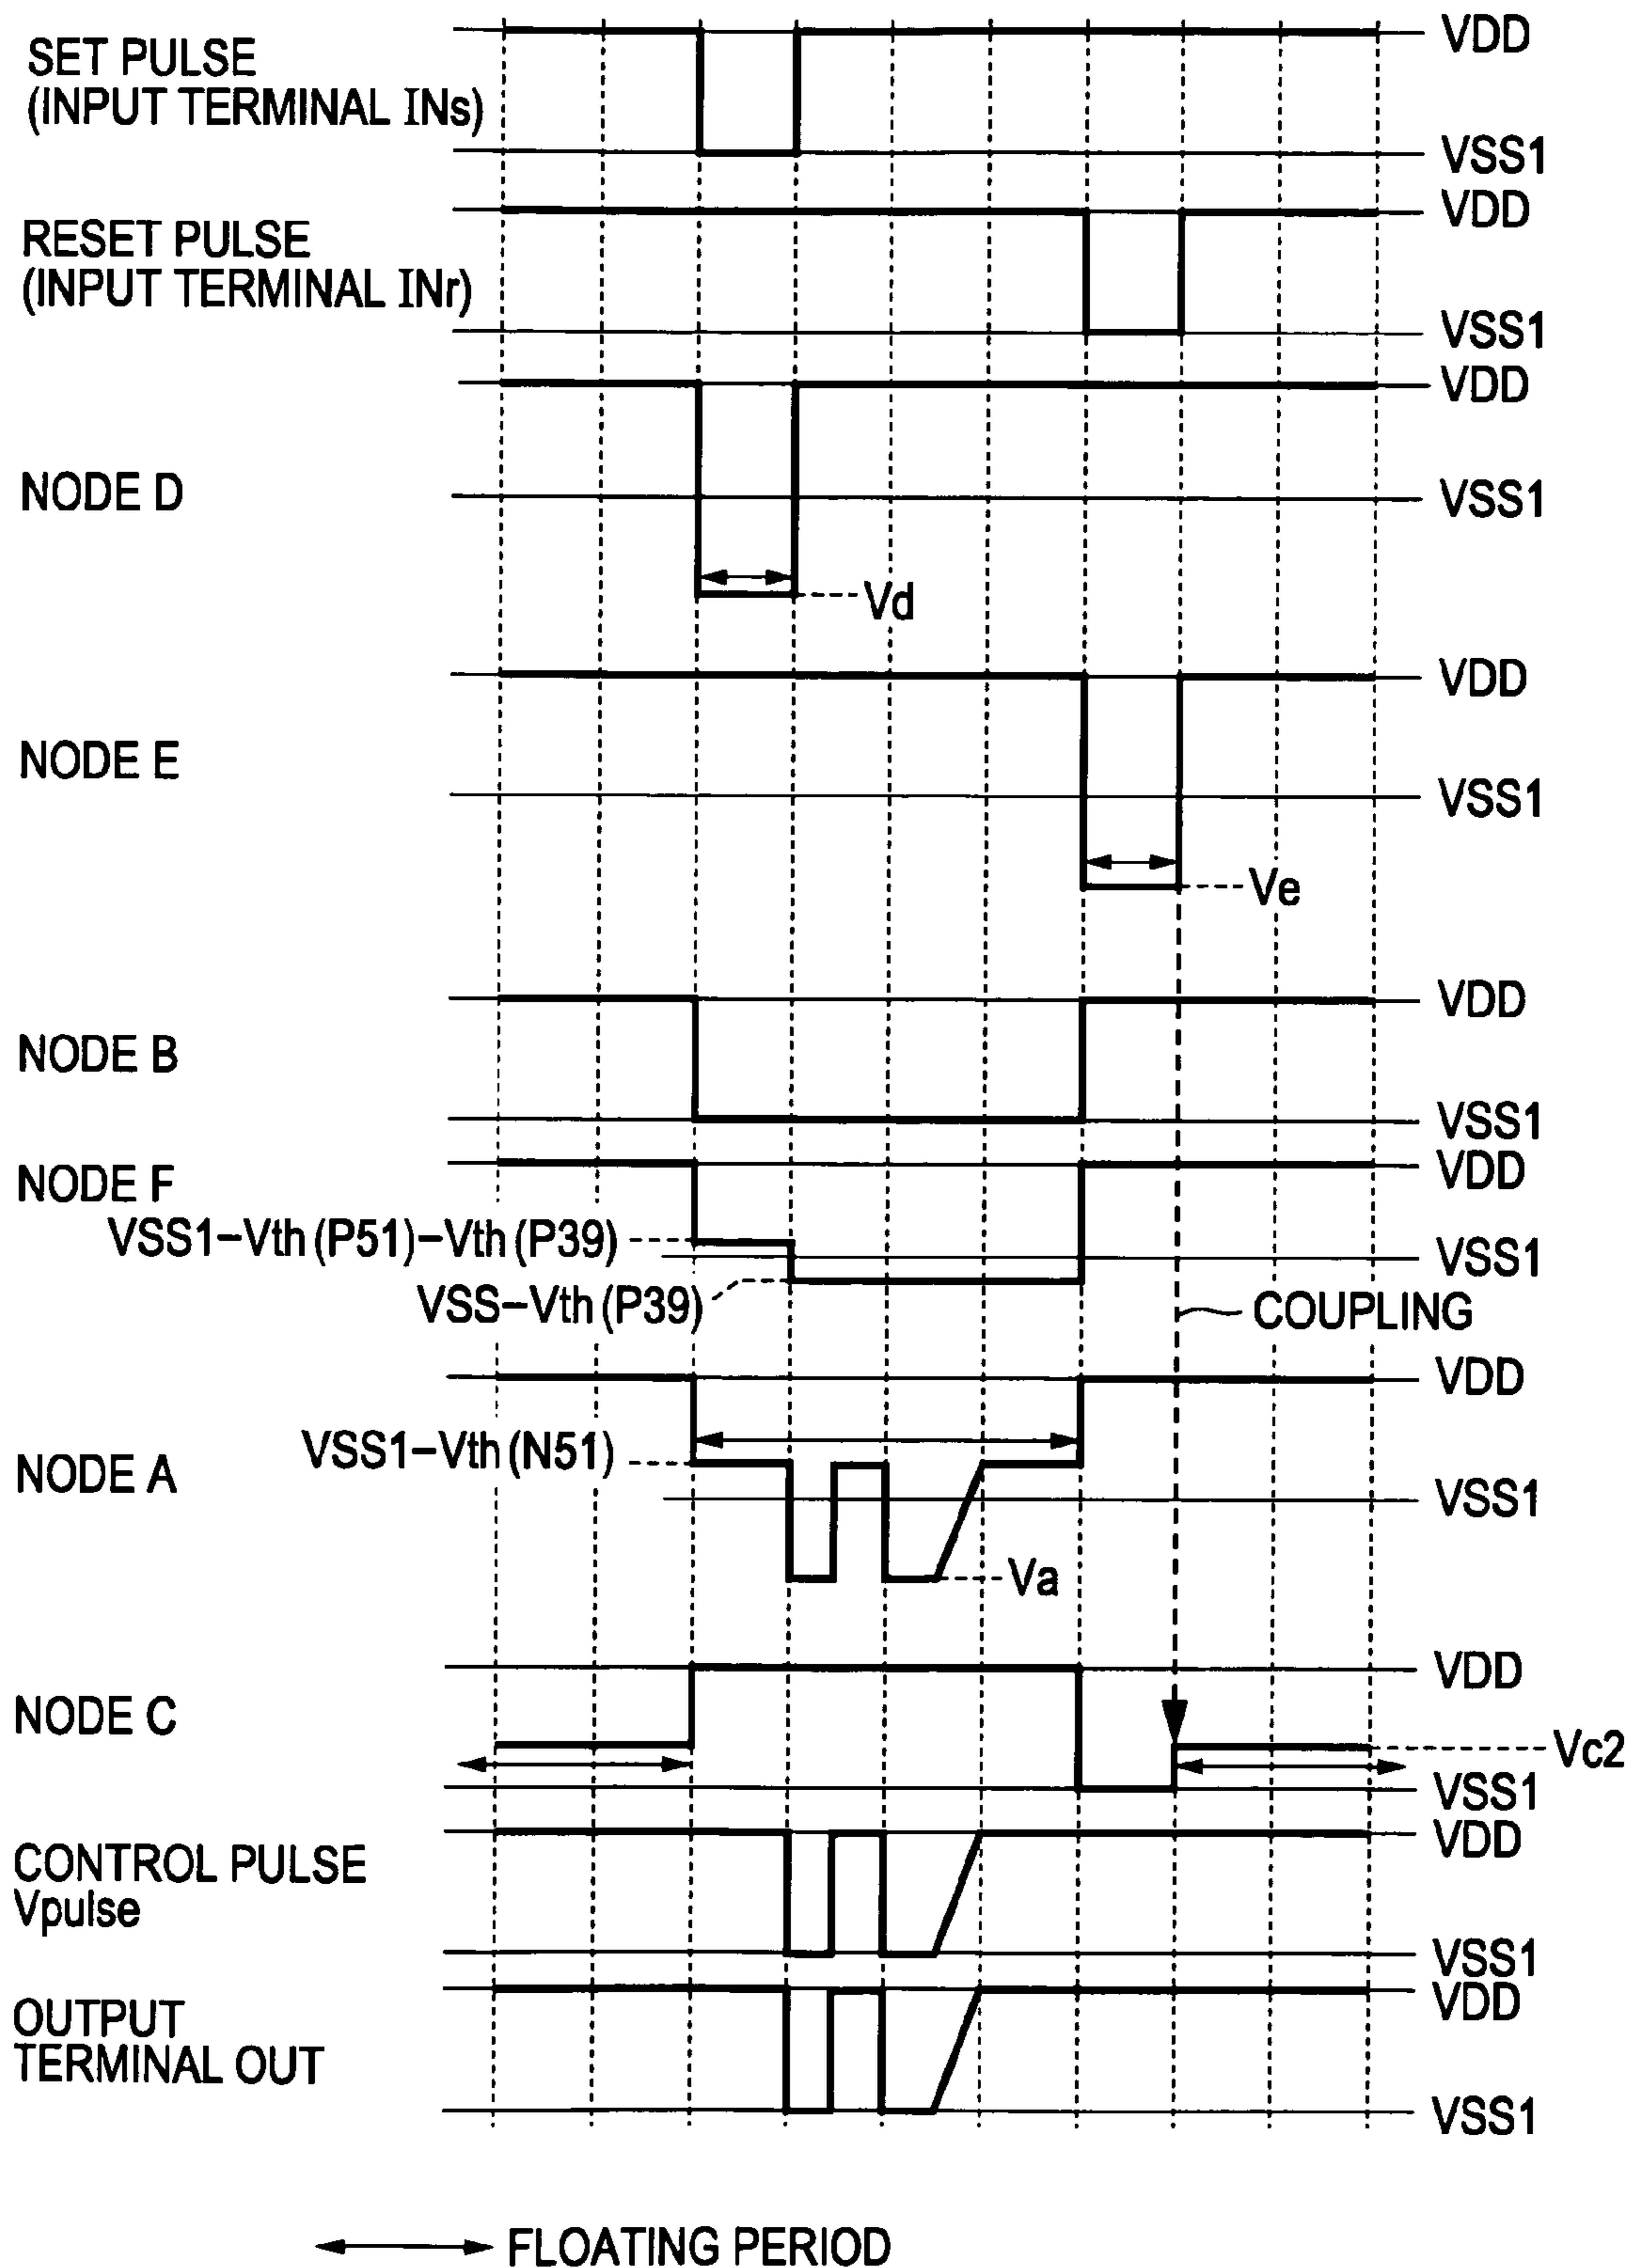 SET PULSE
(INPUT TERMINAL INs)
VDD
VSS1
RESET PULSE
(INPUT TERMINAL INr)
VDD
VSS1
NODE D
VDD
VSS1
Vd
NODE E
VDD
VSS1
Ve
NODE B
VDD
VSS1
NODE F
VDD
VSS1-Vth (P51)-Vth (P39)
VSS1
VSS-Vth (P39)
COUPLING
NODE A
VDD
VSS1-Vth (N51)
VSS1
Va
NODE C
VDD
Vc2
VSS1
CONTROL PULSE
Vpulse
VDD
VSS1
OUTPUT
TERMINAL OUT
VDD
VSS1
FLOATING PERIOD